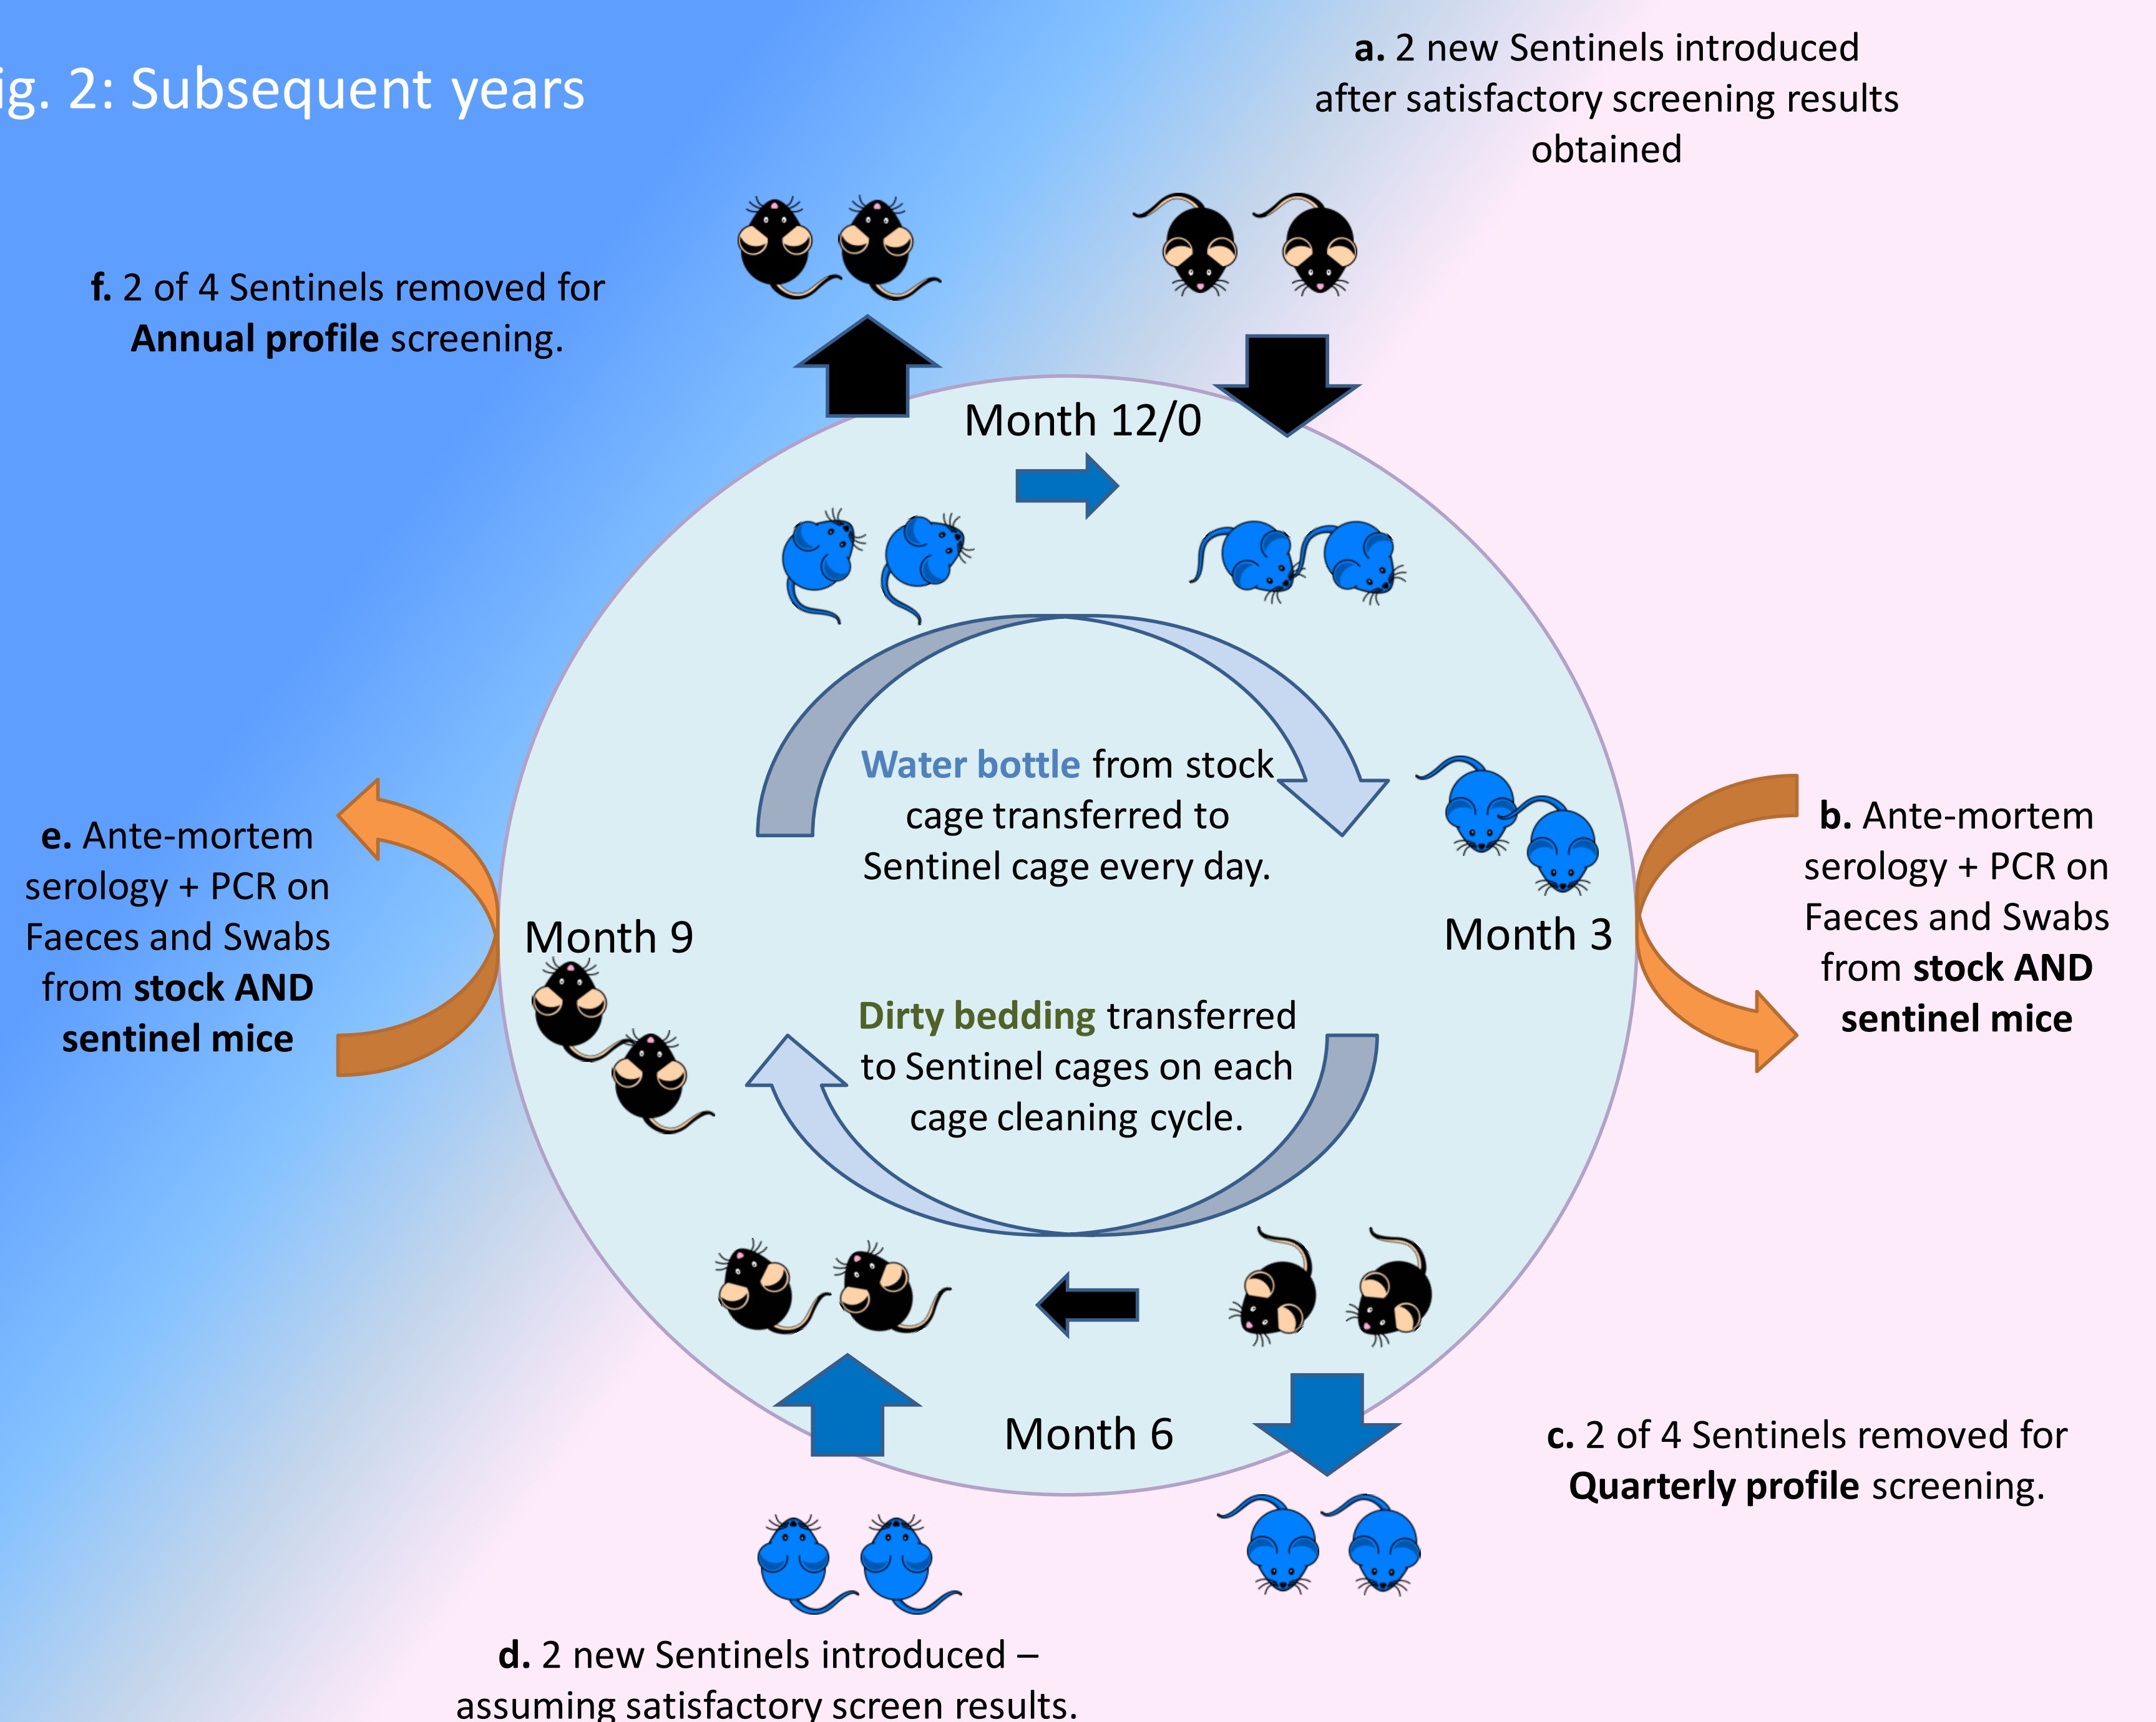 ig. 2: Subsequent years
a. 2 new Sentinels introduced
after satisfactory screening results
obtained
f. 2 of 4 Sentinels removed for
Annual profile screening.
Month 12/0
Water bottle from stock
cage transferred to
Sentinel cage every day.
b. Ante-mortem
serology + PCR on
Faeces and Swabs
from stock AND
sentinel mice
e. Ante-mortem
serology + PCR on
Faeces and Swabs
from stock AND
sentinel mice
Month 9
Month 3
Dirty bedding transferred
to Sentinel cages on each
cage cleaning cycle.
Month 6
c. 2 of 4 Sentinels removed for
Quarterly profile screening.
d. 2 new Sentinels introduced –
assuming satisfactory screen results.